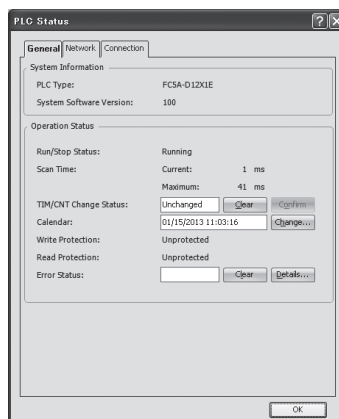 PLC Status
? X
General Network Connection
System Information
PLC Type: FC5A-D12X1E
System Software Version: 100
Operation Status
Run/Stop Status: Running
Scan Time: Current: 1 ms
Maximum: 41 ms
TIM/CNT Change Status: Unchanged Clear Confirm
Calendar: 01/15/2013 11:03:16 Change...
Write Protection: Unprotected
Read Protection: Unprotected
Error Status: Clear Details...
OK